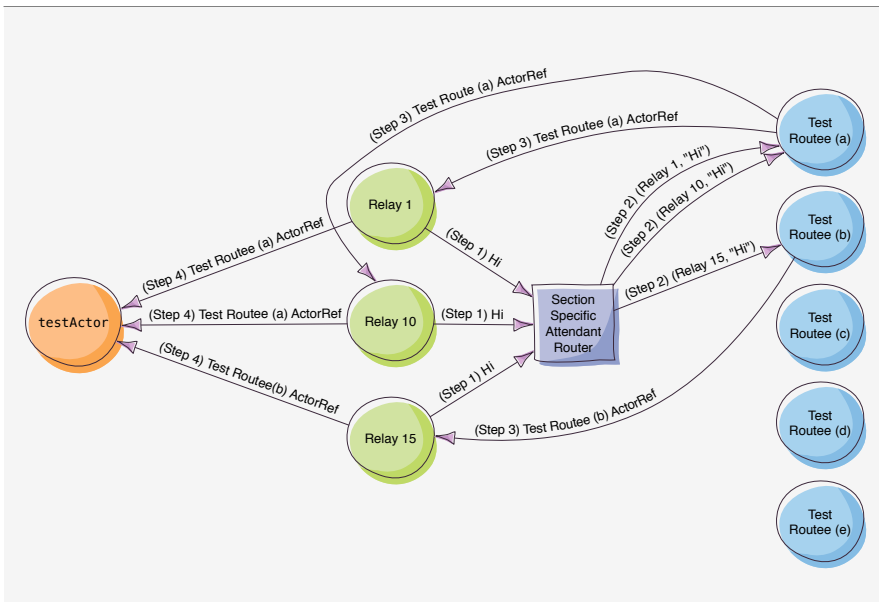 (Step 3) Test Route (a) ActorRef
(Step 3) Test Routee (a) ActorRef
Test
Routee (a)
(Step 2) (Relay 1, "Hi")
(Step 2) (Relay 10, "Hi")
Relay 1
Test
Routee (b)
(Step 1) Hi
(Step 4) Test Routee (a) ActorRef
(Step 2) (Relay 15, "Hi")
testActor
(Step 4) Test Routee (a) ActorRef
Relay 10
(Step 1) Hi
Section
Specific
Attendant
Router
Test
Routee (c)
(Step 4) Test Routee(b) ActorRef
(Step 1) Hi
Relay 15
(Step 3) Test Routee (b) ActorRef
Test
Routee (d)
Test
Routee (e)